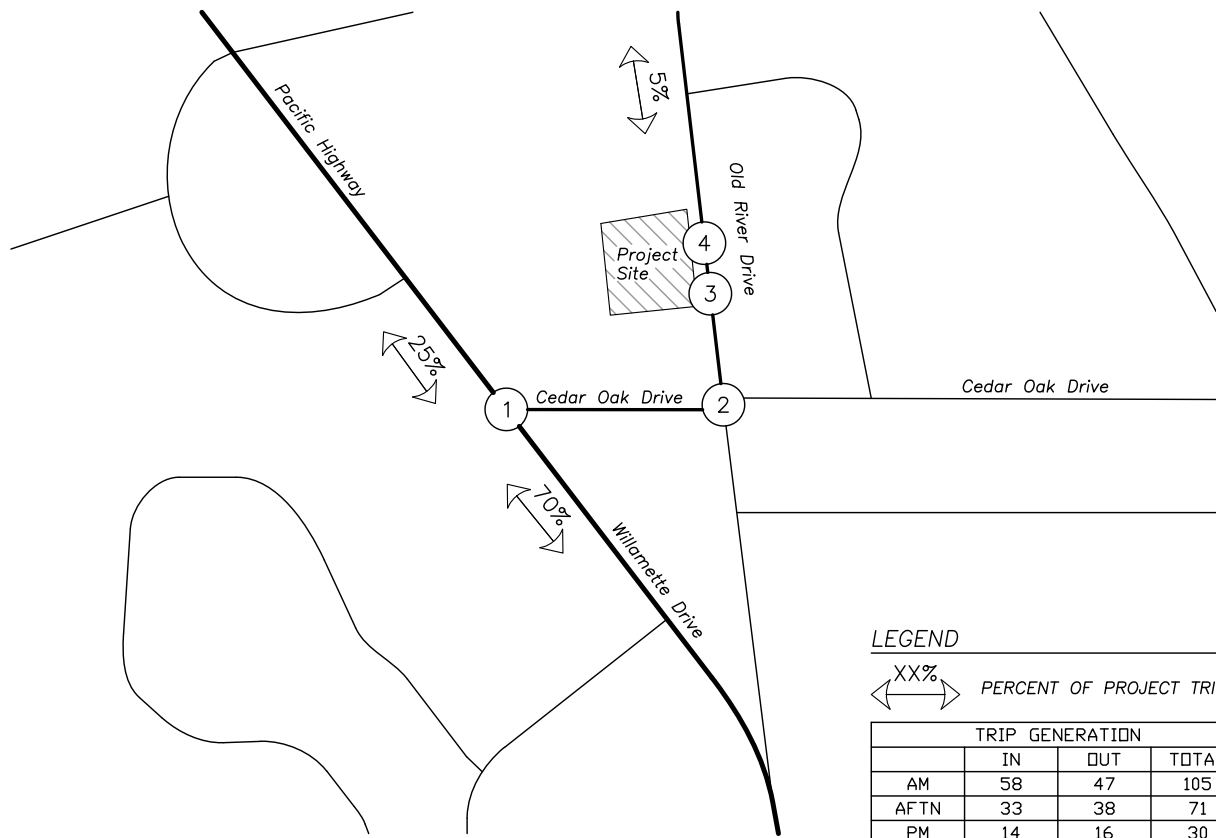 5%
Pacific Highway
Old River Drive
4
Project
Site
3
25%
Cedar Oak Drive
Cedar Oak Drive
1
2
70%
Willamette Drive
LEGEND
XX%
PERCENT OF PROJECT TRI
TRIP GENERATION
IN OUT TOTA
AM 58 47 105
AFTN 33 38 71
PM 14 16 30